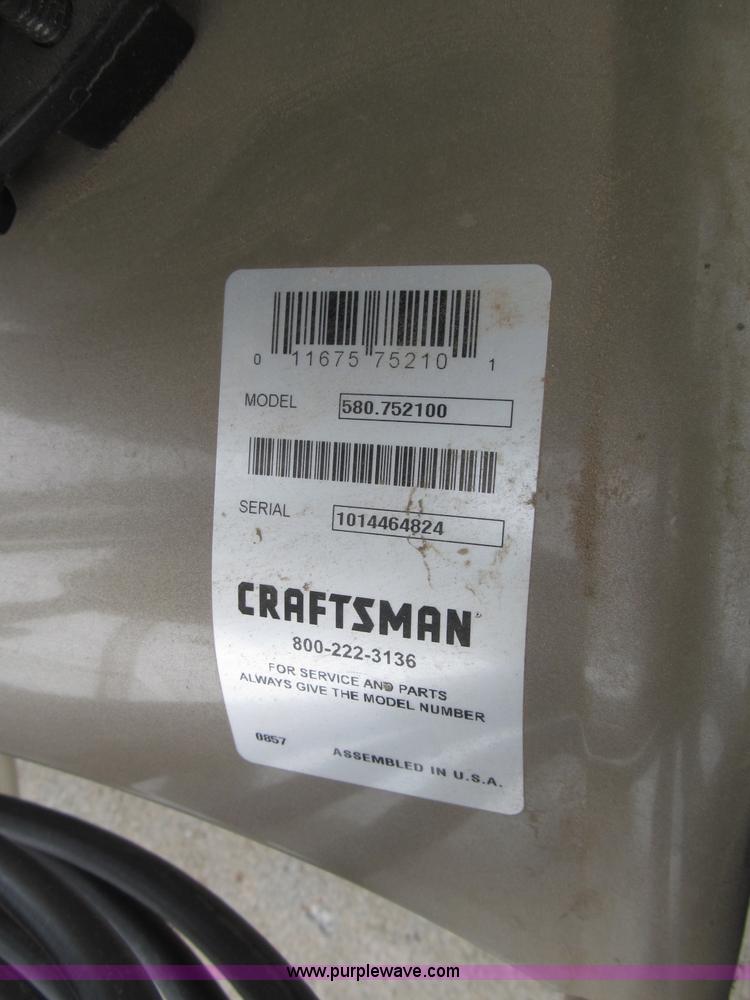 0 11675 75210 1
MODEL 580.752100
SERIAL 1014464824
CRAFTSMAN®
800-222-3136
FOR SERVICE AND PARTS
ALWAYS GIVE THE MODEL NUMBER
0857 ASSEMBLED IN U.S.A.
www.purplewave.com